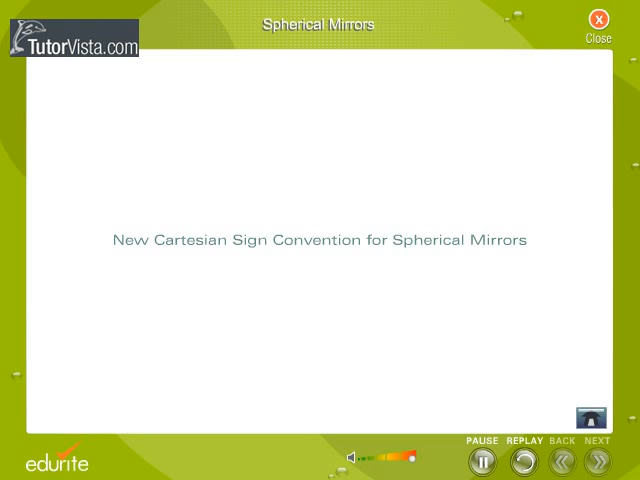 Spherical Mirrors
X
Close
TutorVista.com
New Cartesian Sign Convention for Spherical Mirrors
PAUSE REPLAY BACK NEXT
edurite